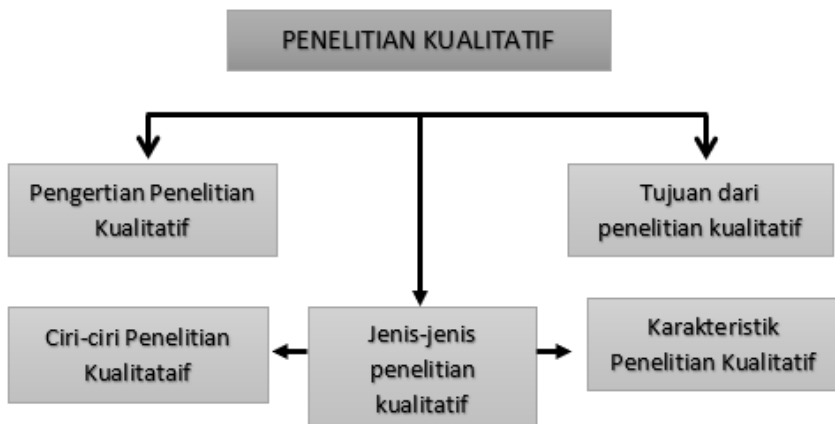 PENELITIAN KUALITATIF
Pengertian Penelitian
Kualitatif
Tujuan dari
penelitian kualitatif
Ciri-ciri Penelitian
Kualitataif
Jenis-jenis
penelitian
kualitatif
Karakteristik
Penelitian Kualitatif